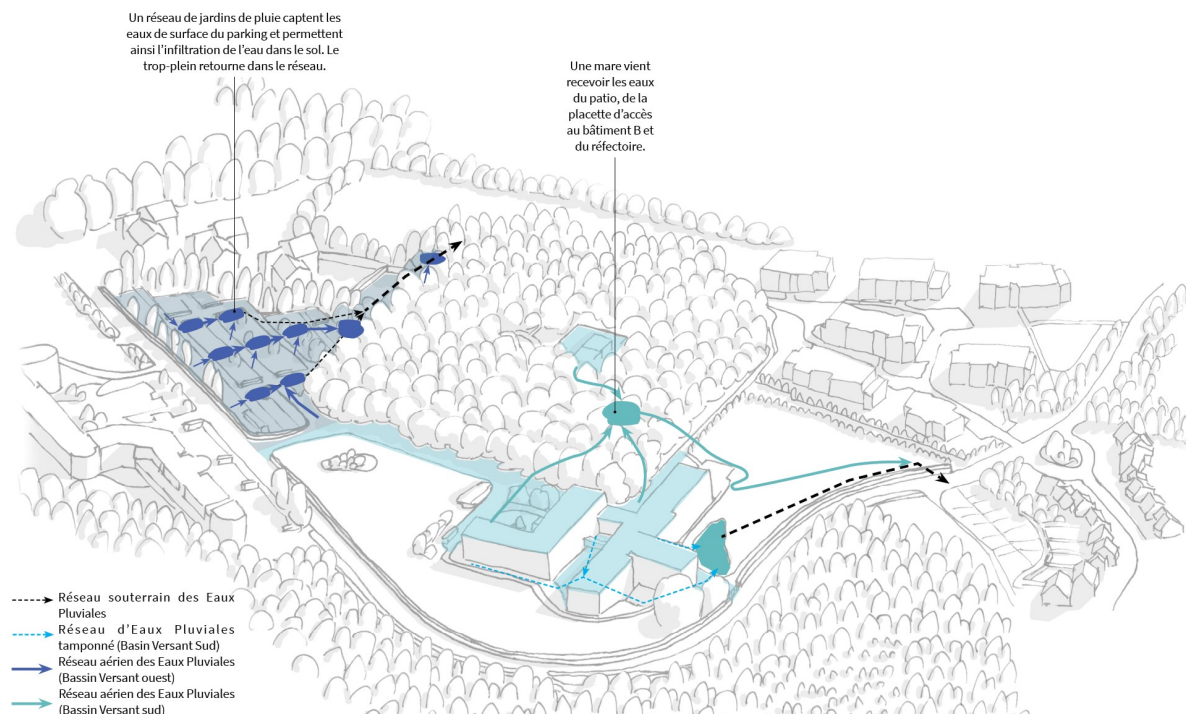 Un réseau de jardins de pluie captent les
eaux de surface du parking et permettent
ainsi l'infiltration de l'eau dans le sol. Le
trop-plein retourne dans le réseau.
Une mare vient
recevoir les eaux
du patio, de la
placette d'accès
au bâtiment B et
du réfectoire.
Réseau souterrain des Eaux
Pluviales
Réseau d'Eaux Pluviales
tamponné (Basin Versant Sud)
Réseau aérien des Eaux Pluviales
(Bassin Versant ouest)
Réseau aérien des Eaux Pluviales
(Bassin Versant sud)